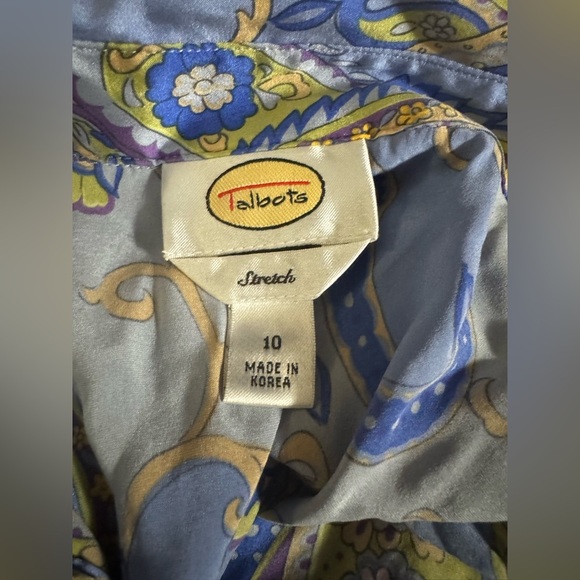 Talbots
Stretch
10
MADE IN
KOREA